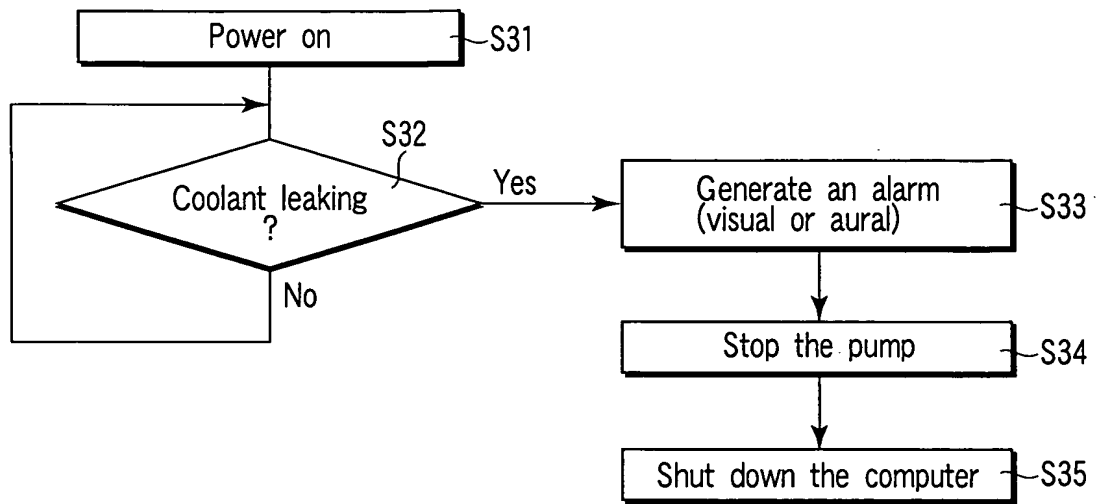 Power on
S31
S32
Coolant leaking
?
Yes
No
Generate an alarm
(visual or aural)
S33
Stop the pump
S34
Shut down the computer
S35